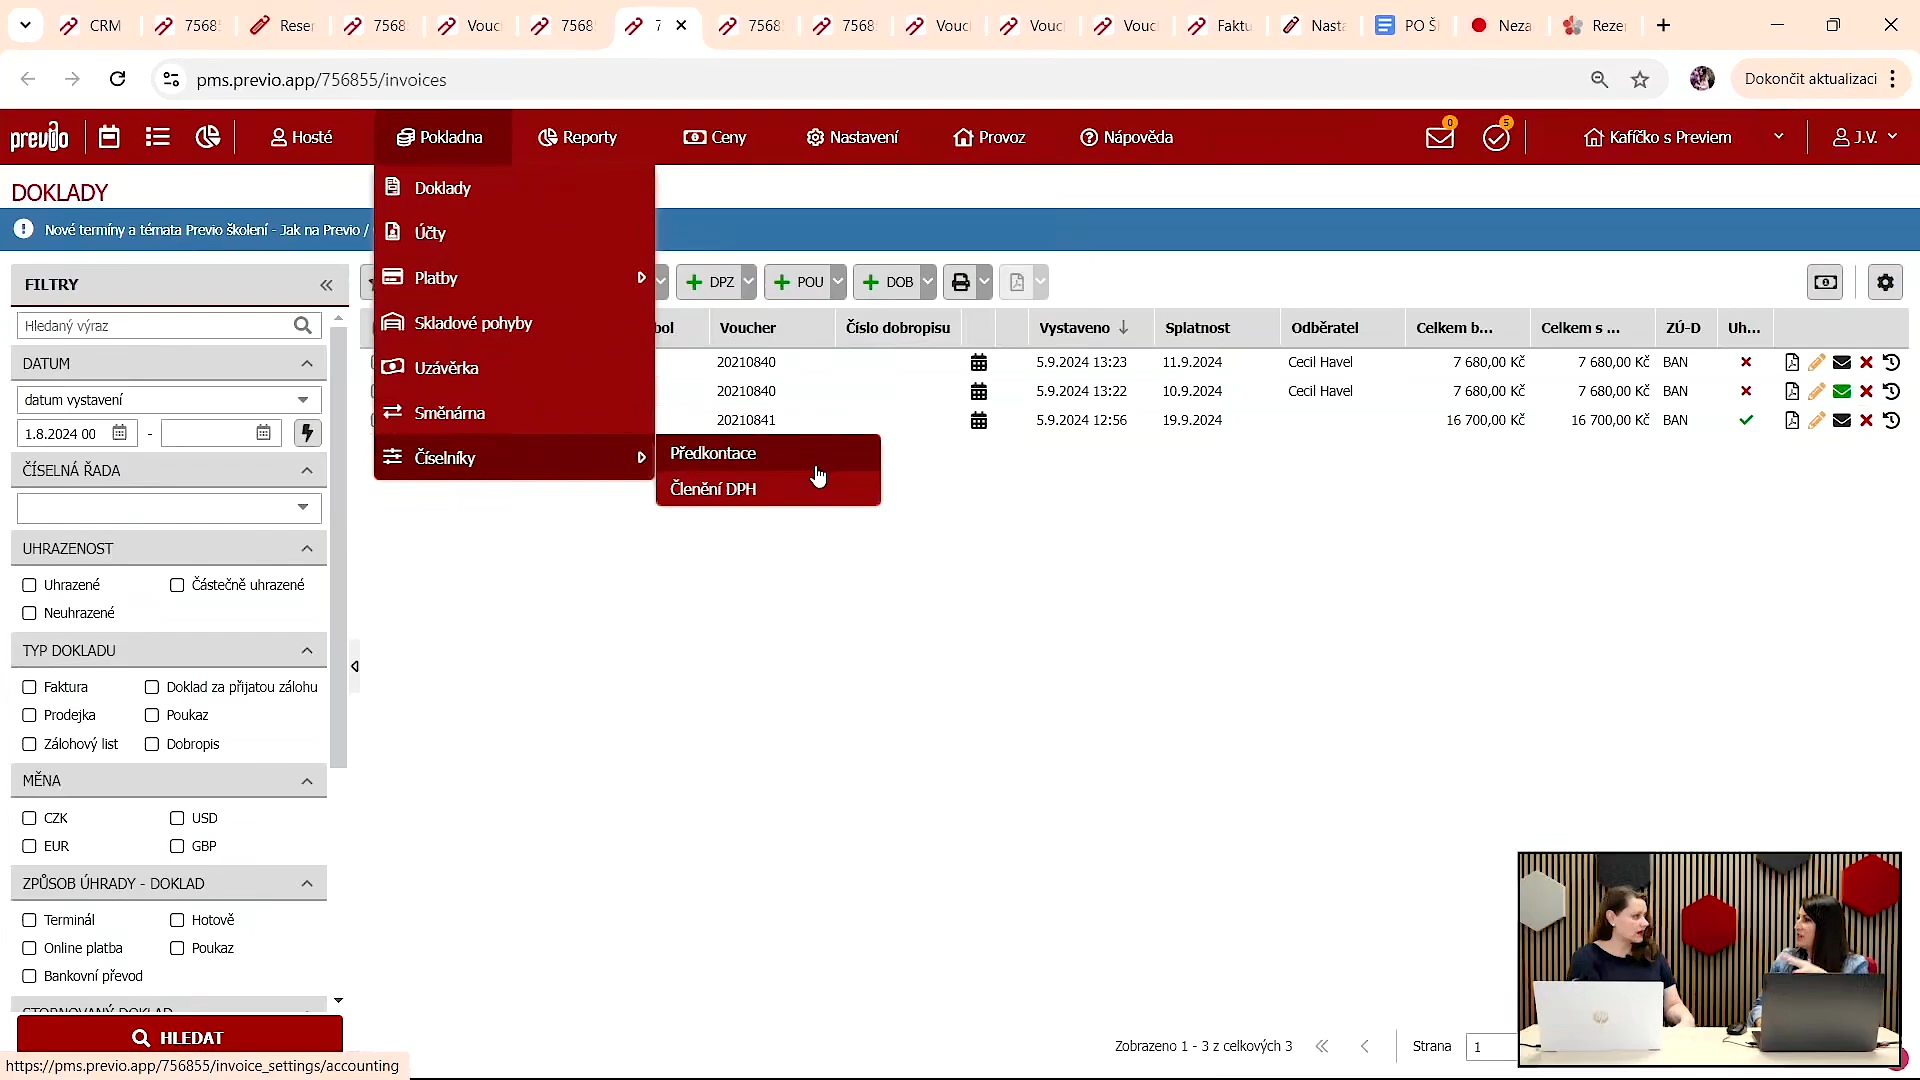 CRM
7568
Reser
7568
Vouc
7568
7
7568
7568
Vouc
Vouc
Vouc
Faktu
Nasta
PO Š
Neza
Rezer
pms.previo.app/756855/invoices
Dokončit aktualizaci
previo
Hosté
Pokladna
Reporty
Ceny
Nastavení
Provoz
Nápověda
0
5
Kafíčko s Previem
J.V.
DOKLADY
Nové termíny a témata Previo školení - Jak na Previo /
Doklady
Účty
Platby
Skladové pohyby
Uzávěrka
Směnárna
Číselníky
Předkontace
Členění DPH
DPZ
POU
DOB
FILTRY
Hledaný výraz
DATUM
datum vystavení
1.8.2024 00
-
ČÍSELNÁ ŘADA
UHRAZENOST
Uhrazené
Částečně uhrazené
Neuhrazené
TYP DOKLADU
Faktura
Doklad za přijatou zálohu
Prodejka
Poukaz
Zálohový list
Dobropis
MĚNA
CZK
USD
EUR
GBP
ZPŮSOB ÚHRADY - DOKLAD
Terminál
Hotově
Online platba
Poukaz
Bankovní převod
STORNOVANÝ DOKLAD
HLEDAT
https://pms.previo.app/756855/invoice_settings/accounting
bol Voucher Číslo dobropisu Vystaveno Splatnost Odběratel Celkem b... Celkem s ... ZÚ-D Uh...
20210840 5.9.2024 13:23 11.9.2024 Cecil Havel 7 680,00 Kč 7 680,00 Kč BAN
20210840 5.9.2024 13:22 10.9.2024 Cecil Havel 7 680,00 Kč 7 680,00 Kč BAN
20210841 5.9.2024 12:56 19.9.2024 16 700,00 Kč 16 700,00 Kč BAN
Zobrazeno 1 - 3 z celkových 3
Strana
1